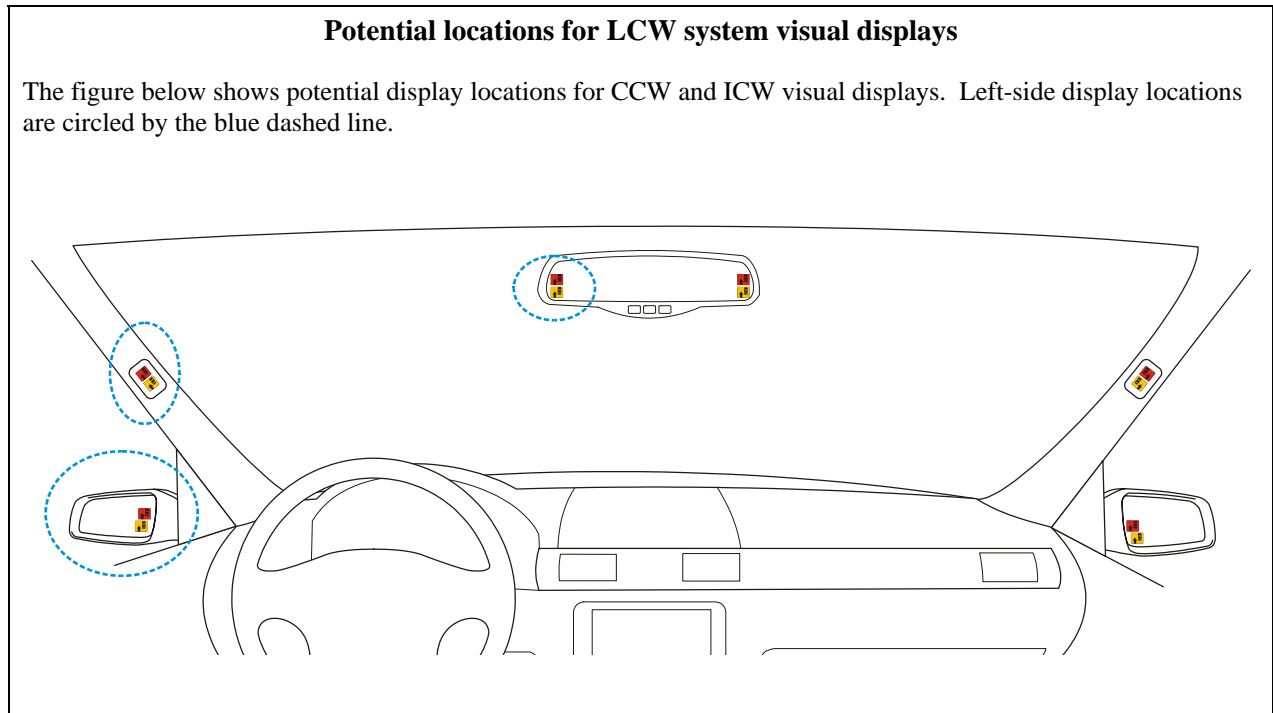 Potential locations for LCW system visual displays
The figure below shows potential display locations for CCW and ICW visual displays.  Left-side display locations
are circled by the blue dashed line.